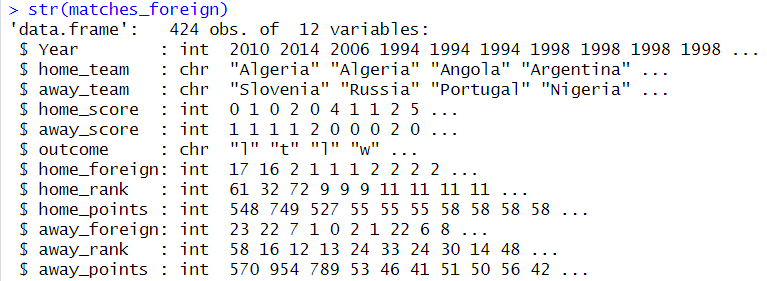 > str(matches_foreign)
'data.frame':   424 obs. of  12 variables:
 $ Year        : int  2010 2014 2006 1994 1994 1994 1998 1998 1998 1998 ...
 $ home_team   : chr  "Algeria" "Algeria" "Angola" "Argentina" ...
 $ away_team   : chr  "Slovenia" "Russia" "Portugal" "Nigeria" ...
 $ home_score  : int  0 1 0 2 0 4 1 1 2 5 ...
 $ away_score  : int  1 1 1 1 2 0 0 0 2 0 ...
 $ outcome     : chr  "l" "t" "l" "w" ...
 $ home_foreign: int  17 16 2 1 1 1 2 2 2 2 ...
 $ home_rank   : int  61 32 72 9 9 9 11 11 11 11 ...
 $ home_points : int  548 749 527 55 55 55 58 58 58 58 ...
 $ away_foreign: int  23 22 7 1 0 2 1 22 6 8 ...
 $ away_rank   : int  58 16 12 13 24 33 24 30 14 48 ...
 $ away_points : int  570 954 789 53 46 41 51 50 56 42 ...